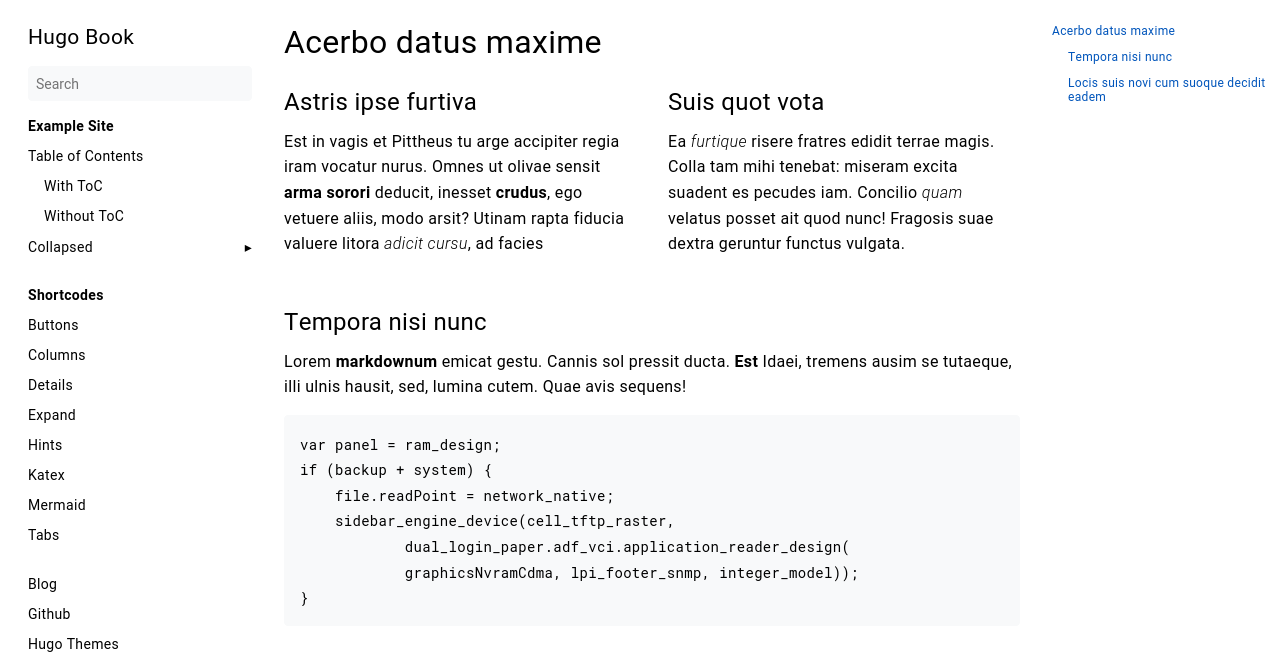 Hugo Book
Search
Example Site
Table of Contents
With ToC
Without ToC
Collapsed ▸
Shortcodes
Buttons
Columns
Details
Expand
Hints
Katex
Mermaid
Tabs
Blog
Github
Hugo Themes
Acerbo datus maxime
Astris ipse furtiva
Est in vagis et Pittheus tu arge accipiter regia
iram vocatur nurus. Omnes ut olivae sensit
arma sorori deducit, inesset crudus, ego
vetuere aliis, modo arsit? Utinam rapta fiducia
valuere litora adicit cursu, ad facies
Suis quot vota
Ea furtique risere fratres edidit terrae magis.
Colla tam mihi tenebat: miseram excita
suadent es pecudes iam. Concilio quam
velatus posset ait quod nunc! Fragosis suae
dextra geruntur functus vulgata.
Tempora nisi nunc
Lorem markdownum emicat gestu. Cannis sol pressit ducta. Est Idaei, tremens ausim se tutaeque,
illi ulnis hausit, sed, lumina cutem. Quae avis sequens!
var panel = ram_design;
if (backup + system) {
    file.readPoint = network_native;
    sidebar_engine_device(cell_tftp_raster,
            dual_login_paper.adf_vci.application_reader_design(
            graphicsNvramCdma, lpi_footer_snmp, integer_model));
}
Acerbo datus maxime
Tempora nisi nunc
Locis suis novi cum suoque decidit
eadem